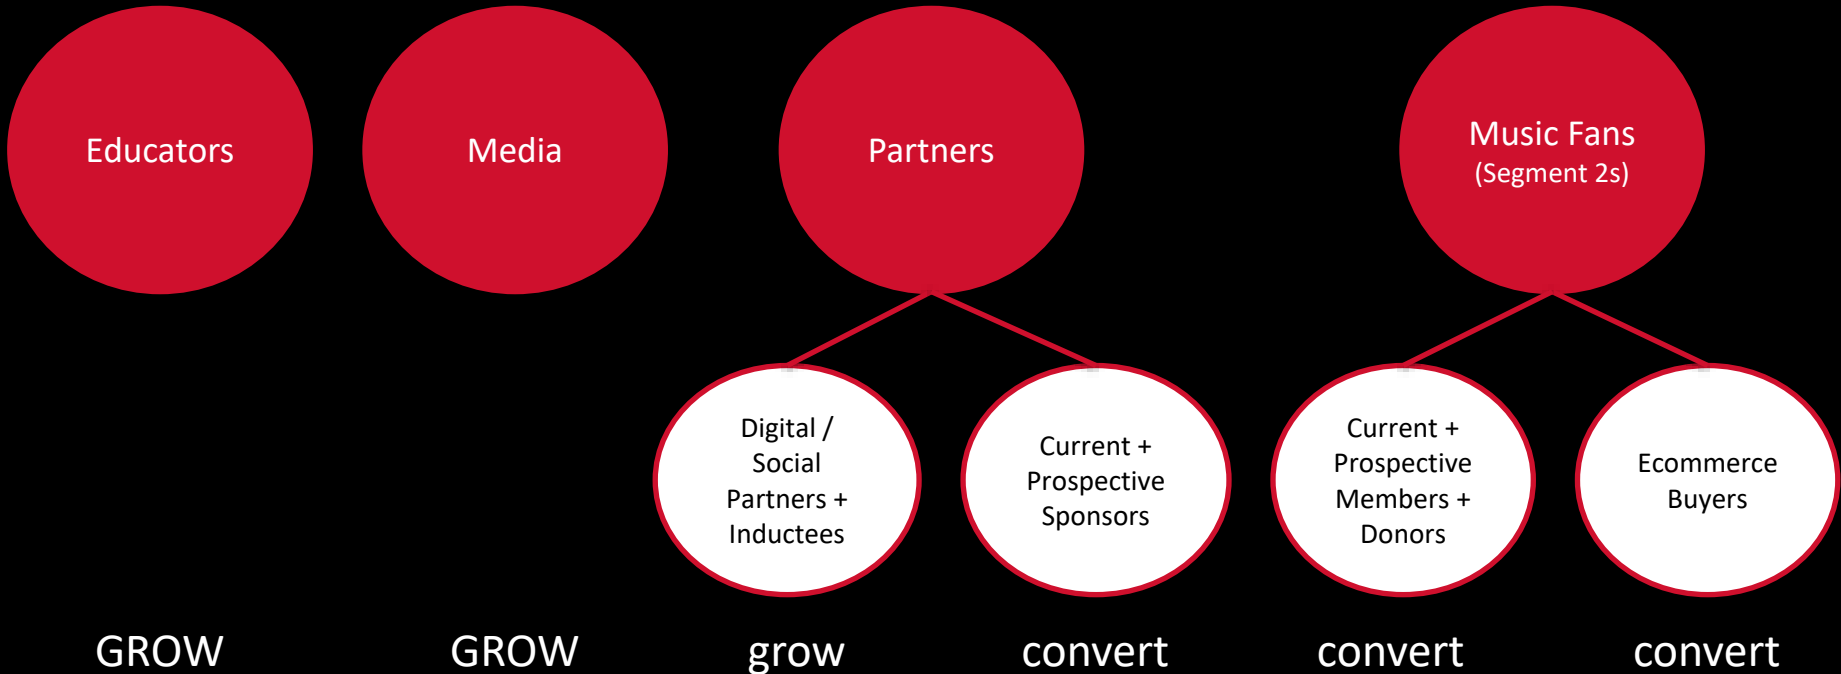 Educators
Media
Partners
Music Fans
(Segment 2s)
Digital /
Social
Partners +
Inductees
Current +
Prospective
Sponsors
Current +
Prospective
Members +
Donors
Ecommerce
Buyers
GROW
GROW
grow
convert
convert
convert